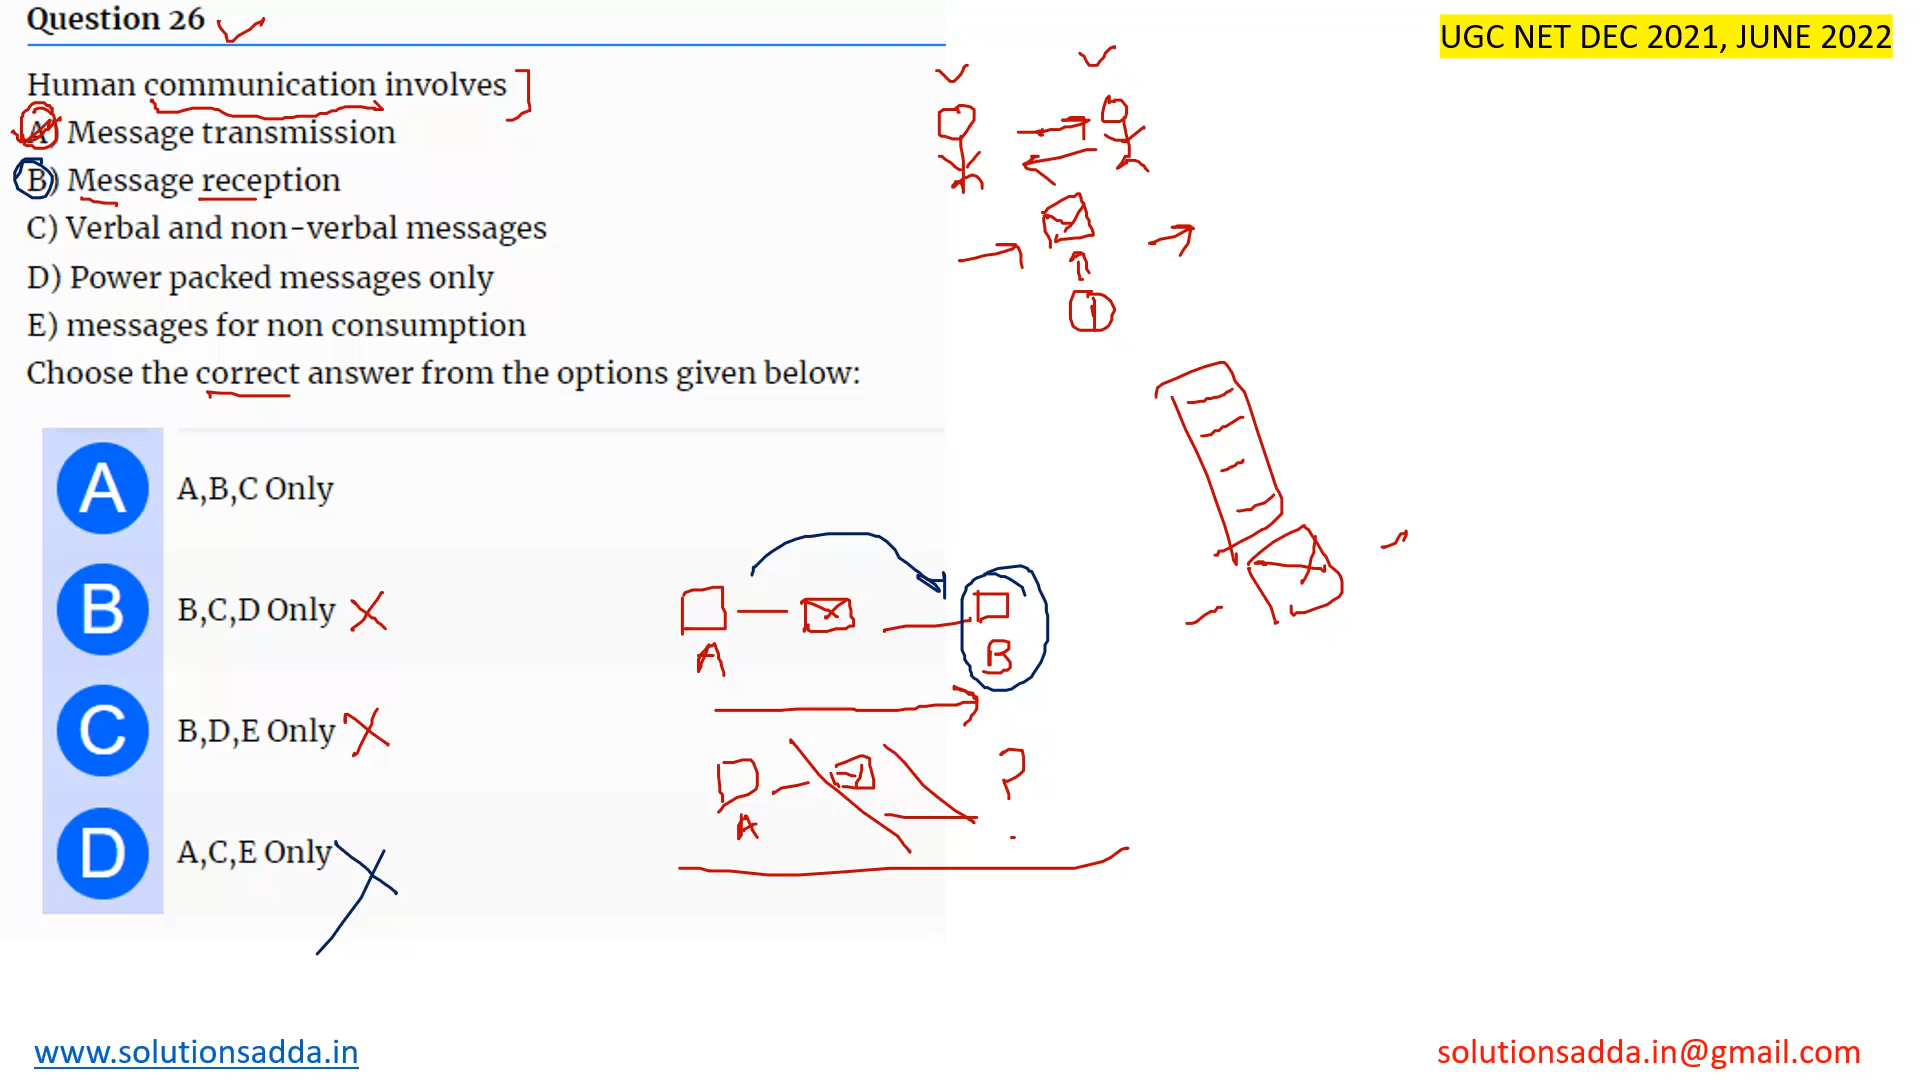 Question 26
UGC NET DEC 2021, JUNE 2022
Human communication involves
A) Message transmission
B) Message reception
C) Verbal and non-verbal messages
D) Power packed messages only
E) messages for non consumption
Choose the correct answer from the options given below:
1
A A,B,C Only
B B,C,D Only
C B,D,E Only
D A,C,E Only
A
B
A
?
www.solutionsadda.in
solutionsadda.in@gmail.com